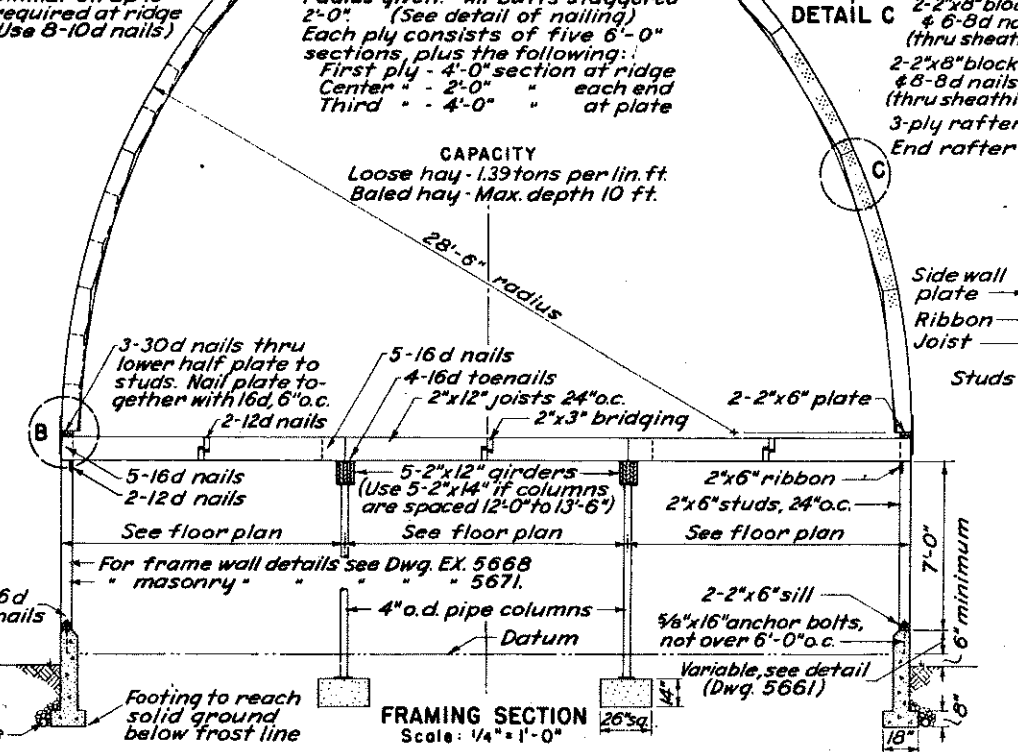 required at ridge
Use 8-10d nails)
2'-0". (See detail of nailing)
Each ply consists of five 6'-0"
sections, plus the following:
First ply - 4'-0" section at ridge
Center " - 2'-0" " each end
Third " - 4'-0" " at plate
DETAIL C
(thru sheath
2-2"x8" block
& 8-8d nails
(thru sheathi
3-ply rafter
End rafter
CAPACITY
Loose hay - 1.39 tons per lin. ft.
Baled hay - Max. depth 10 ft.
C
28'-6" radius
Side wall
plate
Ribbon
Joist
Studs
3-30d nails thru
lower half plate to
studs. Nail plate to-
gether with 16d, 6" o.c.
5-16d nails
4-16d toenails
2"x12" joists 24" o.c.
2-2"x6" plate
B
2-12d nails
2"x3" bridging
5-16d nails
2-12d nails
5-2"x12" girders
(Use 5-2"x14" if columns
are spaced 12'-0" to 13'-6")
2"x6" ribbon
2"x6" studs, 24" o.c.
See floor plan
See floor plan
See floor plan
7'-0"
6" minimum
For frame wall details see Dwg. EX. 5668
" masonry " " " " " 5671.
6d
nails
4" o.d. pipe columns
2-2"x6" sill
5/8"x16" anchor bolts,
not over 6'-0" o.c.
Datum
Variable, see detail
(Dwg. 5661)
Footing to reach
solid ground
below frost line
FRAMING SECTION
Scale: 1/4" = 1'-0"
26" sq.
14"
18"
8"